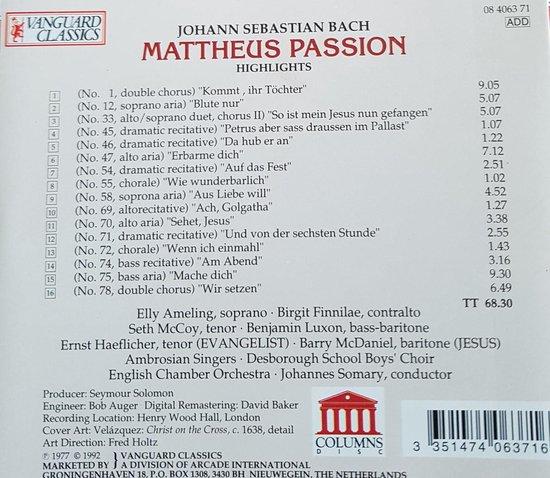 VANGUARD
CLASSICS
08 4063 71
ADD
JOHANN SEBASTIAN BACH
MATTHEUS PASSION
HIGHLIGHTS
1 (No. 1, double chorus) "Kommt , ihr Töchter" 9.05
2 (No. 12, soprano aria) "Blute nur" 5.07
3 (No. 33, alto/soprano duet, chorus II) "So ist mein Jesus nun gefangen" 5.07
4 (No. 45, dramatic recitative) "Petrus aber sass draussen im Pallast" 1.07
5 (No. 46, dramatic recitative) "Da hub er an" 1.22
6 (No. 47, alto aria) "Erbarme dich" 7.12
7 (No. 54, dramatic recitative) "Auf das Fest" 2.51
8 (No. 55, chorale) "Wie wunderbarlich" 1.02
9 (No. 58, soprona aria) "Aus Liebe will" 4.52
10 (No. 69, altorecitative) "Ach, Golgatha" 1.27
11 (No. 70, alto aria) "Sehet, Jesus" 3.38
12 (No. 71, dramatic recitative) "Und von der sechsten Stunde" 2.55
13 (No. 72, chorale) "Wenn ich einmahl" 1.43
14 (No. 74, bass recitative) "Am Abend" 3.16
15 (No. 75, bass aria) "Mache dich" 9.30
16 (No. 78, double chorus) "Wir setzen" 6.49
TT 68.30
Elly Ameling, soprano · Birgit Finnilae, contralto
Seth McCoy, tenor · Benjamin Luxon, bass-baritone
Ernst Haeflicher, tenor (EVANGELIST) · Barry McDaniel, baritone (JESUS)
Ambrosian Singers · Desborough School Boys' Choir
English Chamber Orchestra · Johannes Somary, conductor
Producer: Seymour Solomon
Engineer: Bob Auger Digital Remastering: David Baker
Recording Location: Henry Wood Hall, London
Cover Art: Velázquez: Christ on the Cross, c. 1638, detail
Art Direction: Fred Holtz
COLUMNS
DISC
3 351474 063716
℗ 1977 © 1992 } VANGUARD CLASSICS
MARKETED BY } A DIVISION OF ARCADE INTERNATIONAL
GRONINGENHAVEN 18, P.O. BOX 1308, 3430 BH NIEUWEGEIN, THE NETHERLANDS